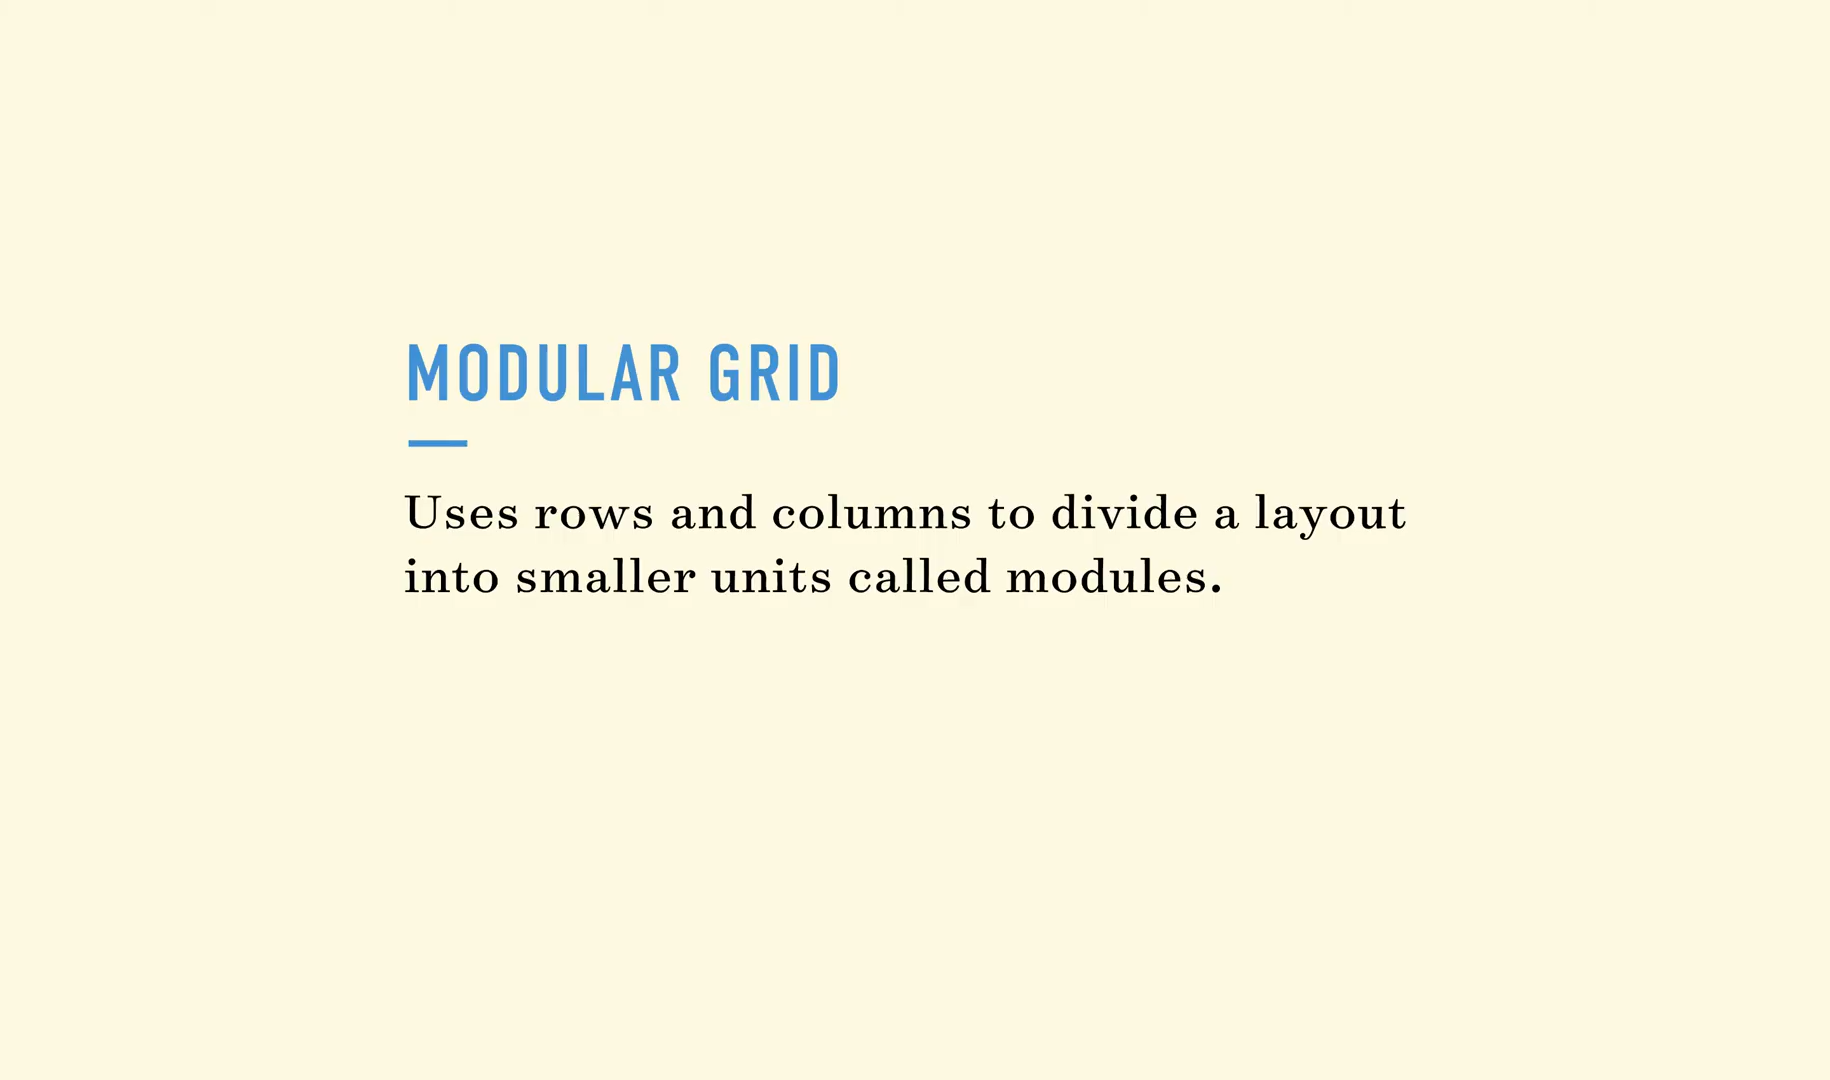 MODULAR GRID
Uses rows and columns to divide a layout
into smaller units called modules.